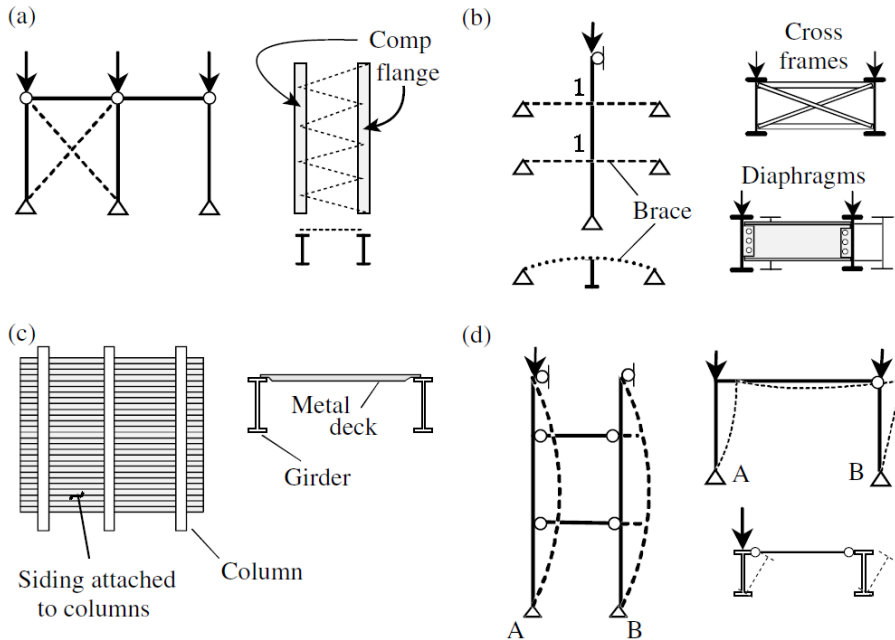 (a)
Comp
flange
(b)
1
1
Brace
Cross
frames
Diaphragms
(c)
Metal
deck
Girder
Column
Siding attached
to columns
(d)
A
B
A
B